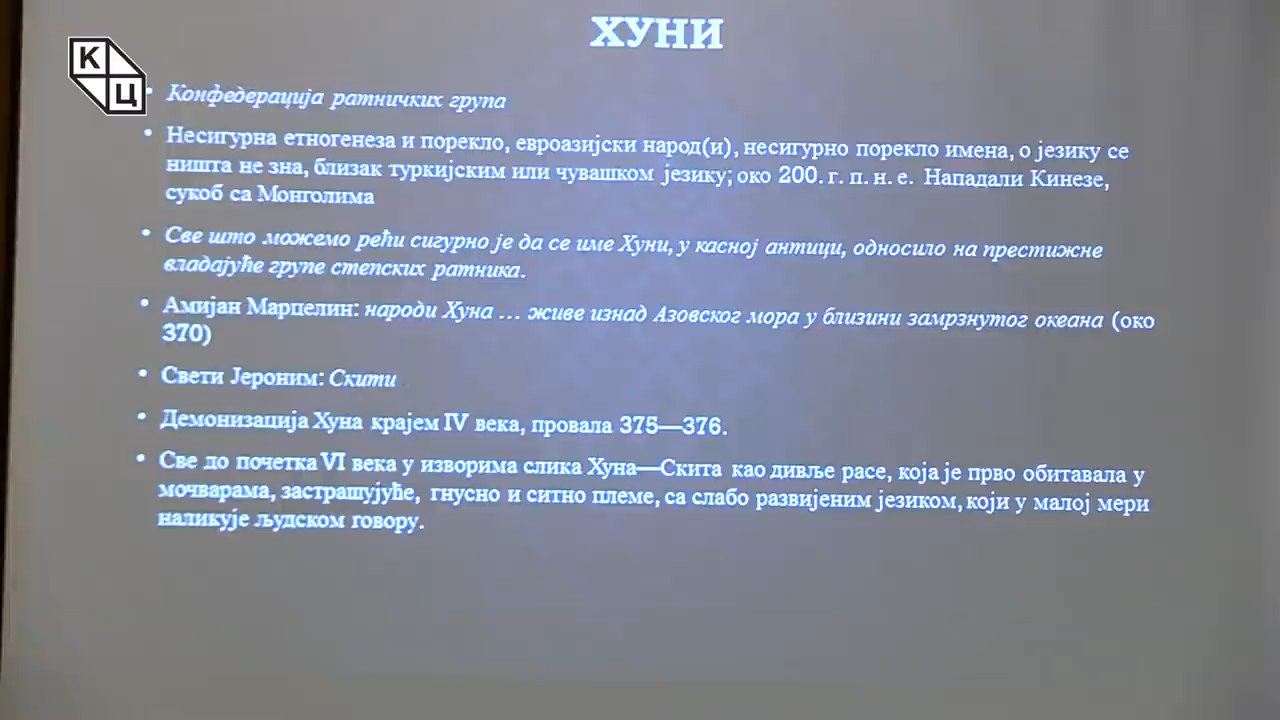 ХУНИ
К
Ц
• Конфедерација ратничких група
• Несигурна етногенеза и порекло, евроазијски народ(и), несигурно порекло имена, о језику се
ништа не зна, близак туркијским или чувашком језику; око 200. г. п. н. е. Нападали Кинезе,
сукоб са Монголима
• Све што можемо рећи сигурно је да се име Хуни, у касној антици, односило на престижне
владајуће групе степских ратника.
• Амијан Марцелин: народи Хуна ... живе изнад Азовског мора у близини замрзнутог океана (око
370)
• Свети Јероним: Скити
• Демонизација Хуна крајем IV века, провала 375—376.
• Све до почетка VI века у изворима слика Хуна—Скита као дивље расе, која је прво обитавала у
мочварама, застрашујуће, гнусно и ситно племе, са слабо развијеним језиком, који у малој мери
наликује људском говору.